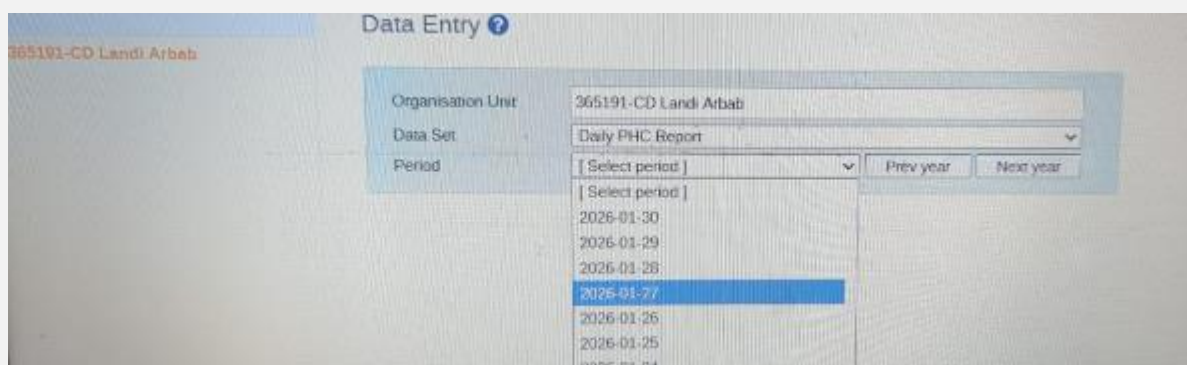 Data Entry
365191-CD Landi Arbab
Organisation Unit 365191-CD Landi Arbab
Data Set Daily PHC Report
Period [ Select period ] Prev year Next year
[ Select period ]
2026-01-30
2026-01-29
2026-01-28
2026-01-27
2026-01-26
2026-01-25